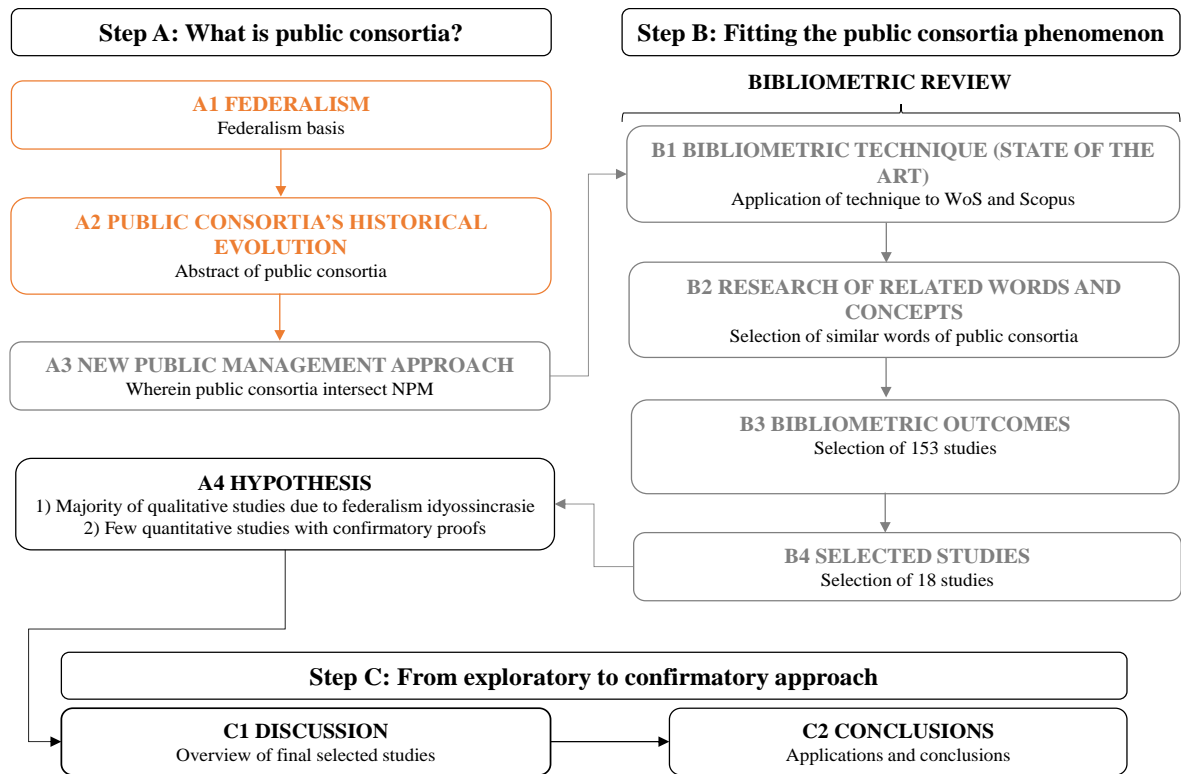 Step A: What is public consortia?
A1 FEDERALISM
Federalism basis
A2 PUBLIC CONSORTIA'S HISTORICAL
EVOLUTION
Abstract of public consortia
A3 NEW PUBLIC MANAGEMENT APPROACH
Wherein public consortia intersect NPM
Step B: Fitting the public consortia phenomenon
BIBLIOMETRIC REVIEW
B1 BIBLIOMETRIC TECHNIQUE (STATE OF THE
ART)
Application of technique to WoS and Scopus
B2 RESEARCH OF RELATED WORDS AND
CONCEPTS
Selection of similar words of public consortia
B3 BIBLIOMETRIC OUTCOMES
Selection of 153 studies
B4 SELECTED STUDIES
Selection of 18 studies
A4 HYPOTHESIS
1) Majority of qualitative studies due to federalism idyossincrasie
2) Few quantitative studies with confirmatory proofs
Step C: From exploratory to confirmatory approach
C1 DISCUSSION
Overview of final selected studies
C2 CONCLUSIONS
Applications and conclusions